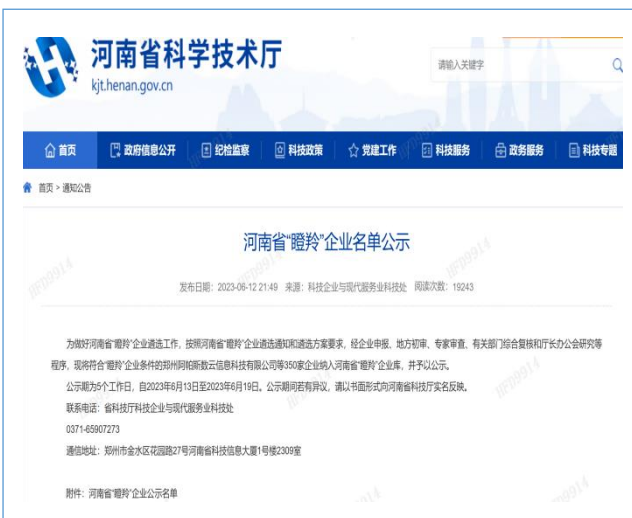 河南省科学技术厅
kjt.henan.gov.cn
请输入关键字
首页 政府信息公开 纪检监察 科技政策 党建工作 科技服务 政务服务 科技专题
首页 > 通知公告
河南省“瞪羚”企业名单公示
发布日期：2023-06-12 21:49 来源：科技企业与现代服务业科技处 阅读次数：19243
为做好河南省“瞪羚”企业遴选工作，按照河南省“瞪羚”企业遴选通知和遴选方案要求，经企业申报、地方初审、专家审查、有关部门综合复核和厅长办公会研究等
程序，现将符合“瞪羚”企业条件的郑州阿帕斯数云信息科技有限公司等350家企业纳入河南省“瞪羚”企业库，并予以公示。
公示期为5个工作日，自2023年6月13日至2023年6月19日。公示期间若有异议，请以书面形式向河南省科技厅实名反映。
联系电话：省科技厅科技企业与现代服务业科技处
0371-65907273
通信地址：郑州市金水区花园路27号河南省科技信息大厦1号楼2309室
附件：河南省“瞪羚”企业公示名单
HFD9914
HFD9914
HFD9914
HFD9914
HFD9914